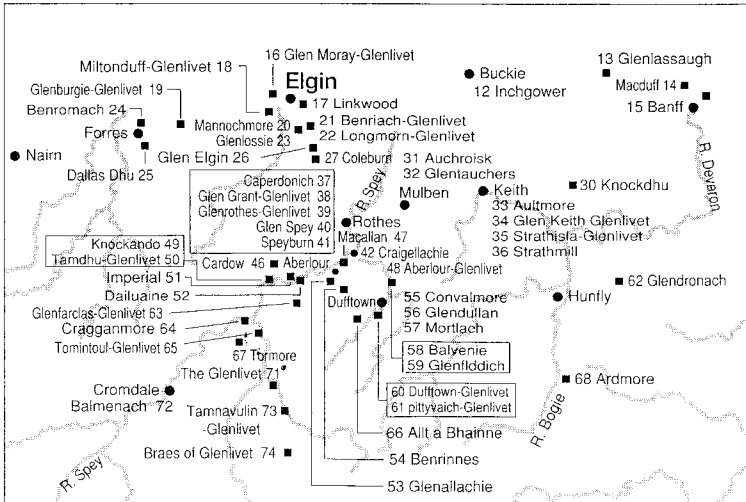 16 Glen Moray-Glenlivet
Miltonduff-Glenlivet 18
Glenburgie-Glenlivet 19
Elgin
Buckie
12 Inchgower
13 Glenlassaugh
Macduff 14
15 Banff
17 Linkwood
Benromach 24
Forres
Mannochmore 20
Glenlossie 23
21 Benriach-Glenlivet
22 Longmorn-Glenlivet
Nairn
Dallas Dhu 25
Glen Elgin 26
27 Coleburn
31 Auchroisk
32 Glentauchers
R. Deveron
Caperdonich 37
Glen Grant-Glenlivet 38
Glenrothes-Glenlivet 39
Glen Spey 40
Speyburn 41
R. Spey
Mulben
Keith
30 Knockdhu
33 Aultmore
34 Glen Keith Glenlivet
35 Strathisla-Glenlivet
36 Strathmill
Rothes
Macallan 47
42 Craigellachie
Knockando 49
Tamdhu-Glenlivet 50
Cardow 46
Aberlour
48 Aberlour-Glenlivet
Imperial 51
Dailuaine 52
62 Glendronach
Glenfarclas-Glenlivet 63
Cragganmore 64
Tomintoul-Glenlivet 65
Dufftown
55 Convalmore
56 Glendullan
57 Mortlach
Hunfly
67 Tormore
58 Balvenie
59 Glenflddich
The Glenlivet 71
Cromdale
Balmenach 72
60 Dufftown-Glenlivet
61 pittyvaich-Glenlivet
68 Ardmore
Tamnavulin 73
-Glenlivet
66 Allt a Bhainne
R. Bogie
Braes of Glenlivet 74
54 Benrinnes
R. Spey
53 Glenallachie